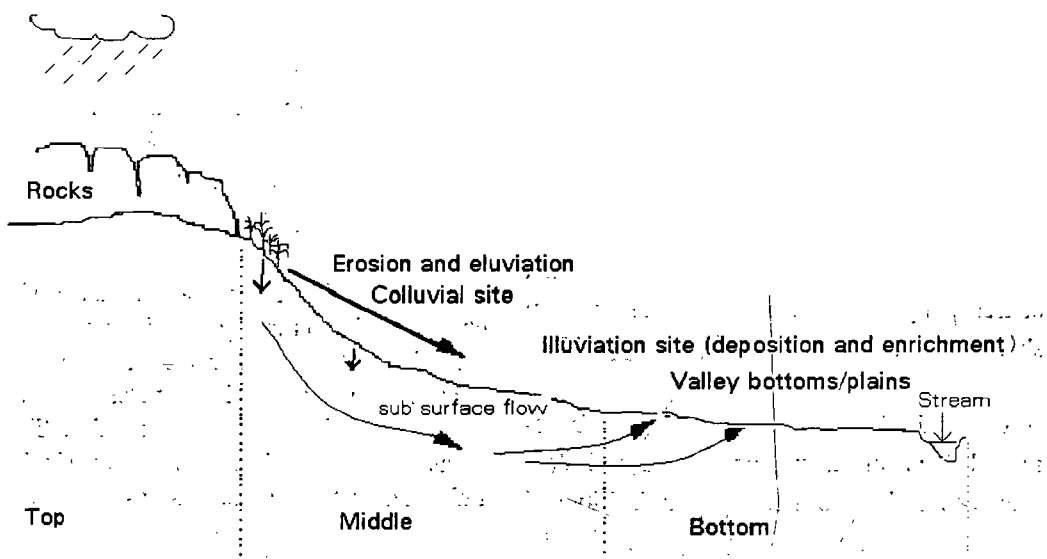 Rocks
Erosion and eluviation
Colluvial site
Illuviation site (deposition and enrichment)
Valley bottoms/plains
Stream
sub surface flow
Top
Middle
Bottom